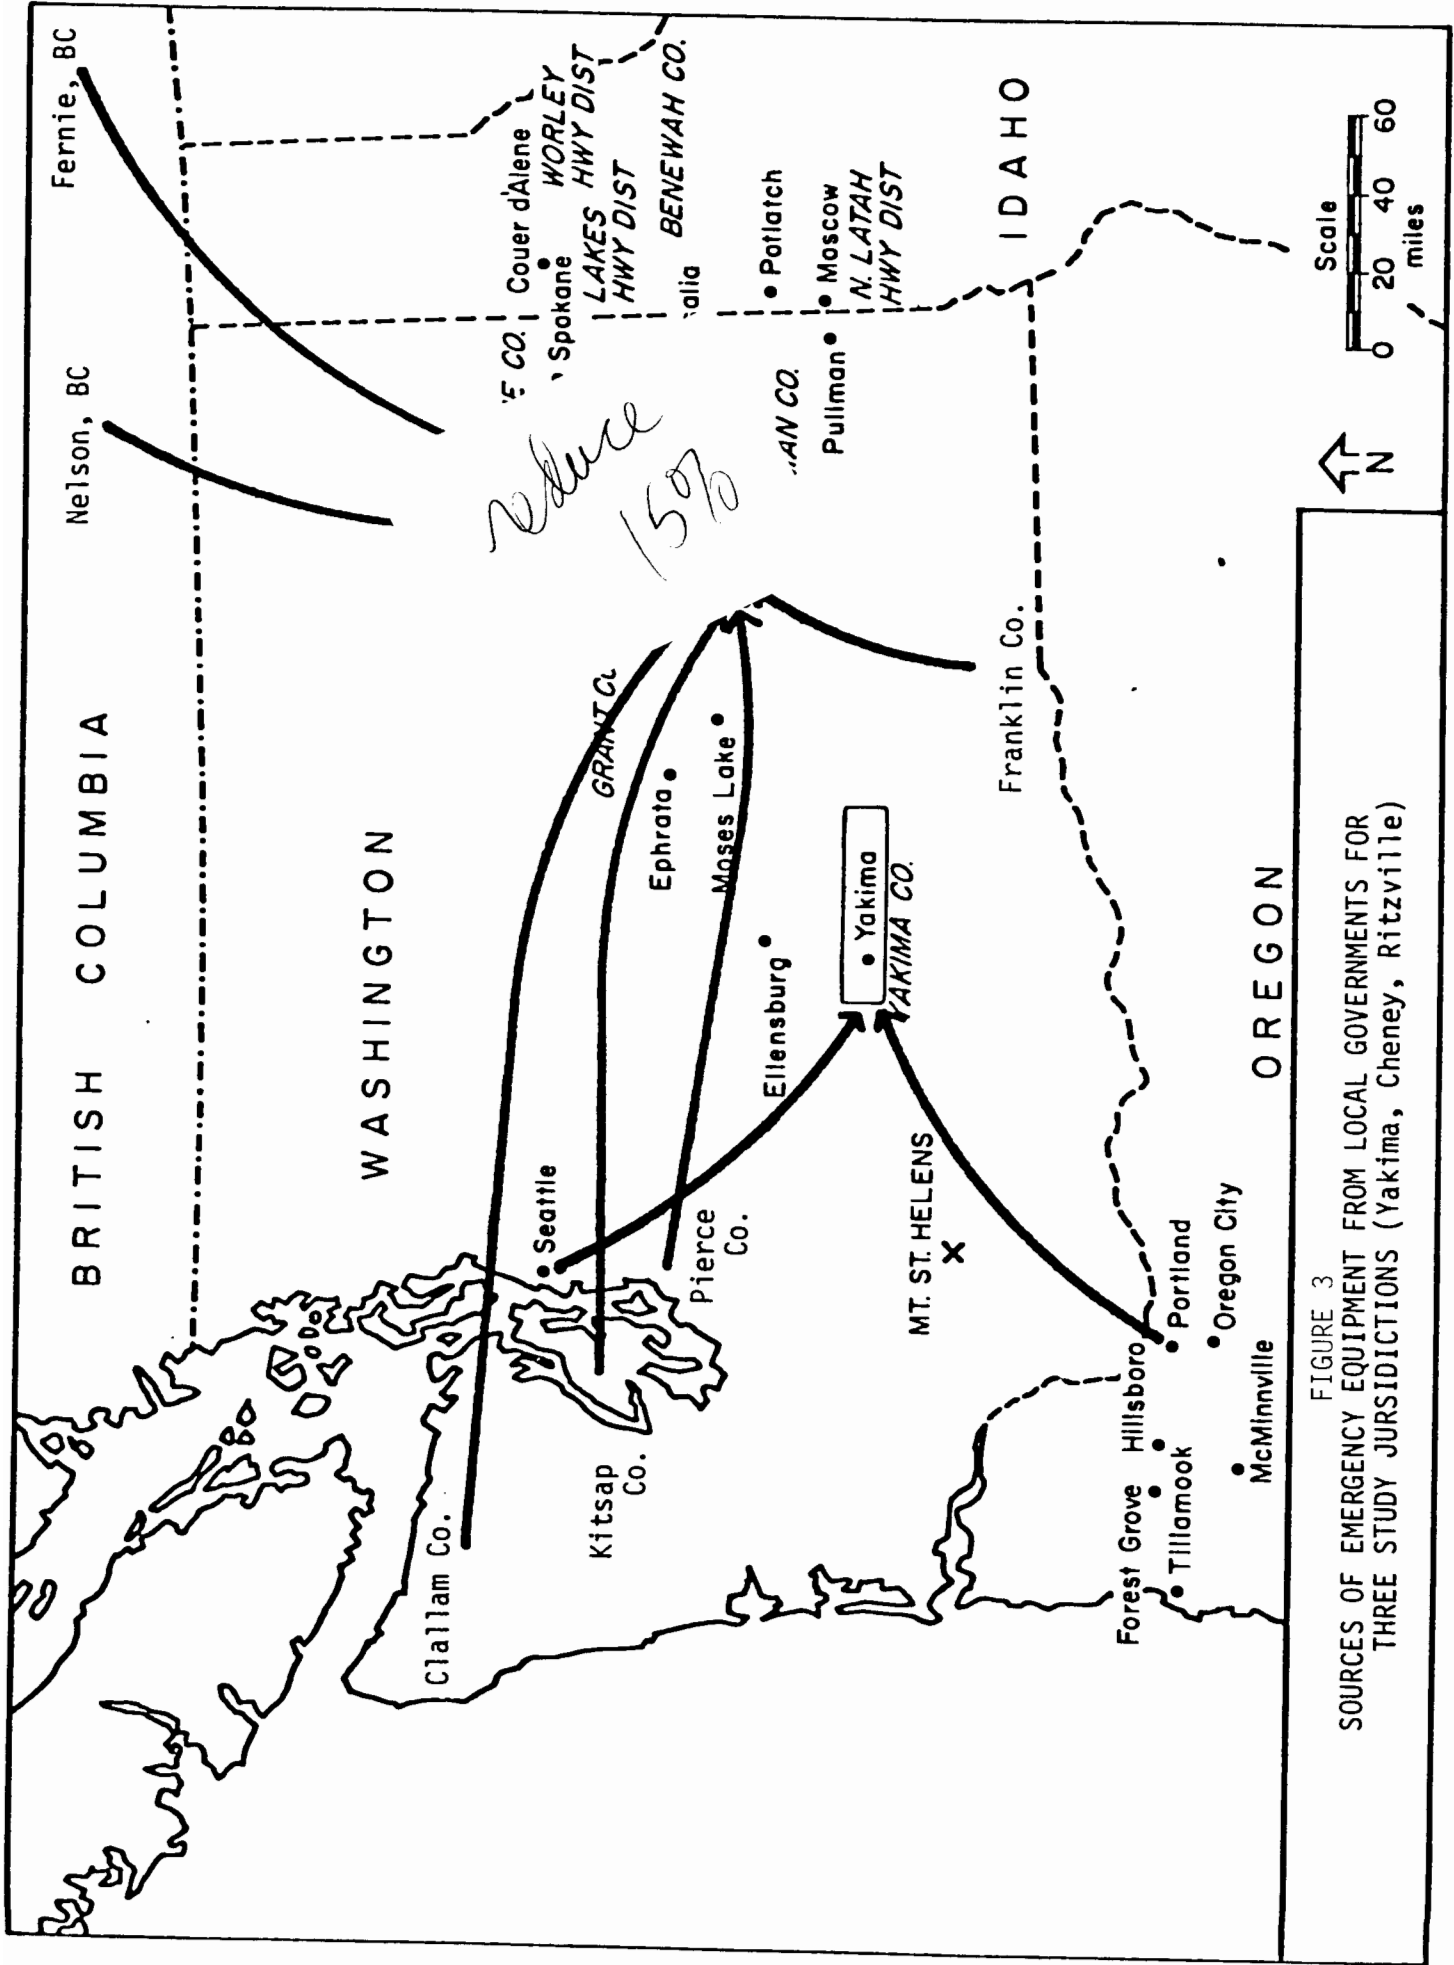 Fernie, BC
Nelson, BC
BRITISH COLUMBIA
WASHINGTON
E CO.
Couer d'Alene
Spokane
WORLEY
HWY DIST
LAKES
HWY DIST
BENEWAH CO.
alia
reduce
15%
Potlatch
Moscow
N. LATAH
HWY DIST
AN CO.
Pullman
IDAHO
Clallam Co.
Seattle
GRANT C
Ephrata
Moses Lake
Kitsap
Co.
Pierce
Co.
Ellensburg
Yakima
YAKIMA CO.
MT. ST. HELENS
X
Franklin Co.
Portland
Oregon City
Hillsboro
Forest Grove
Tillamook
McMinnville
OREGON
N
Scale
0 20 40 60
miles
FIGURE 3
SOURCES OF EMERGENCY EQUIPMENT FROM LOCAL GOVERNMENTS FOR
THREE STUDY JURSIDICTIONS (Yakima, Cheney, Ritzville)